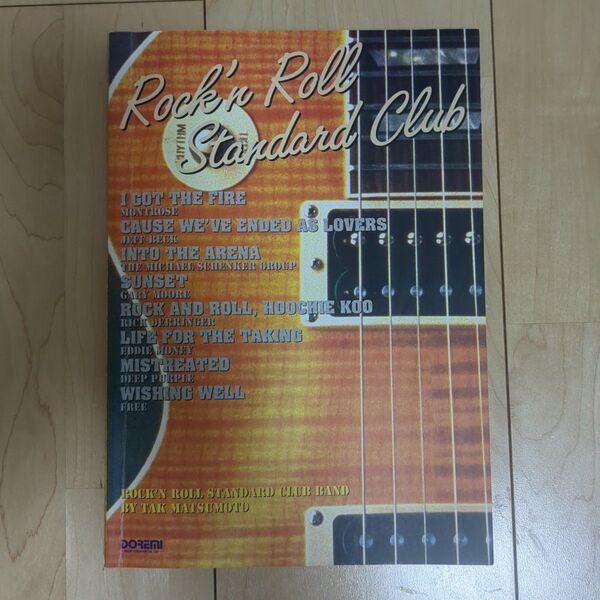 Rock'n Roll
Standard Club
RHYTHM
I GOT THE FIRE
MONTROSE
CAUSE WE'VE ENDED AS LOVERS
JEFF BECK
INTO THE ARENA
THE MICHAEL SCHENKER GROUP
SUNSET
GARY MOORE
ROCK AND ROLL, HOOCHIE KOO
RICK DERRINGER
LIFE FOR THE TAKING
EDDIE MONEY
MISTREATED
DEEP PURPLE
WISHING WELL
FREE
ROCK'N ROLL STANDARD CLUB BAND
BY TAK MATSUMOTO
DOREMI